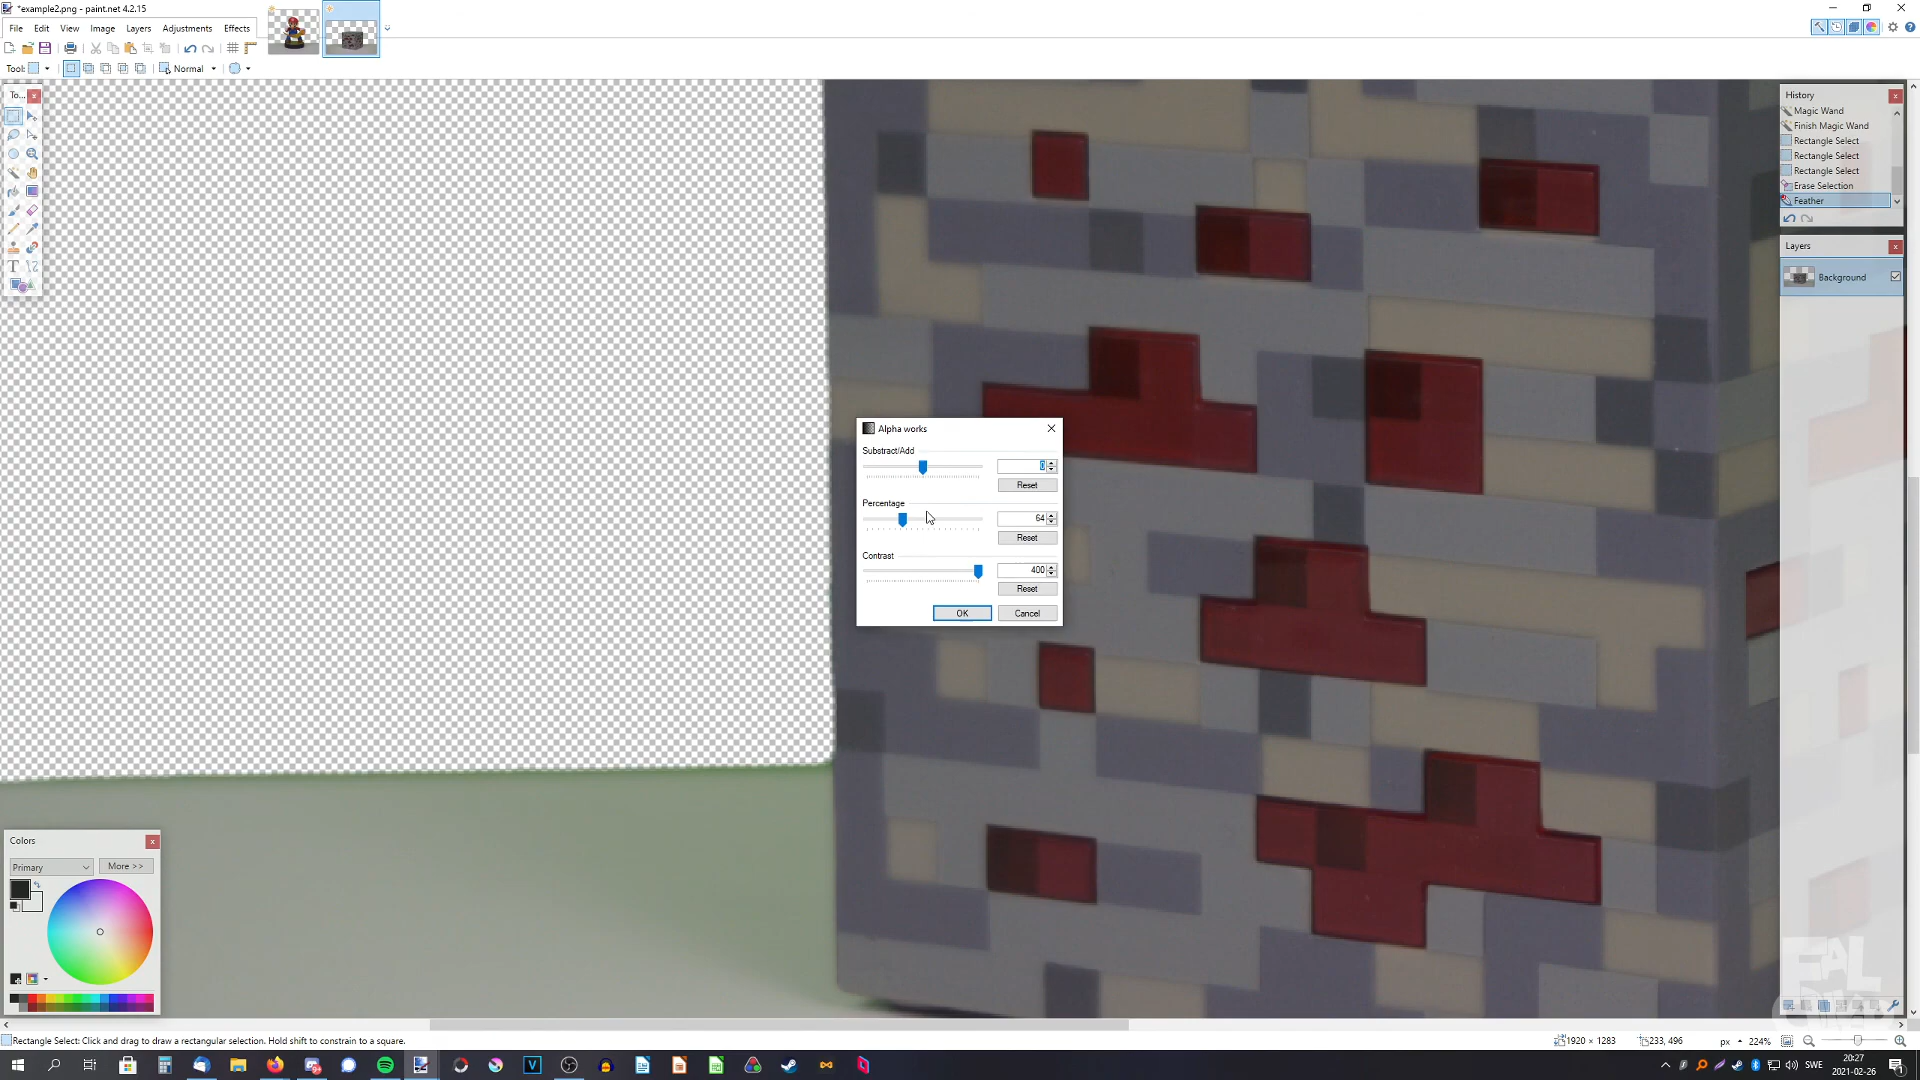 *example2.png - paint.net 4.2.15
File Edit View Image Layers Adjustments Effects
Tool: Normal
To...
History
Magic Wand
Finish Magic Wand
Rectangle Select
Rectangle Select
Rectangle Select
Erase Selection
Feather
Layers
Background
Alpha works
Substract/Add
0
Reset
Percentage
64
Reset
Contrast
400
Reset
OK Cancel
Colors
Primary More >>
Rectangle Select: Click and drag to draw a rectangular selection. Hold shift to constrain to a square.
1920 × 1283 233, 496 px 224%
SWE 20:27
2021-02-26